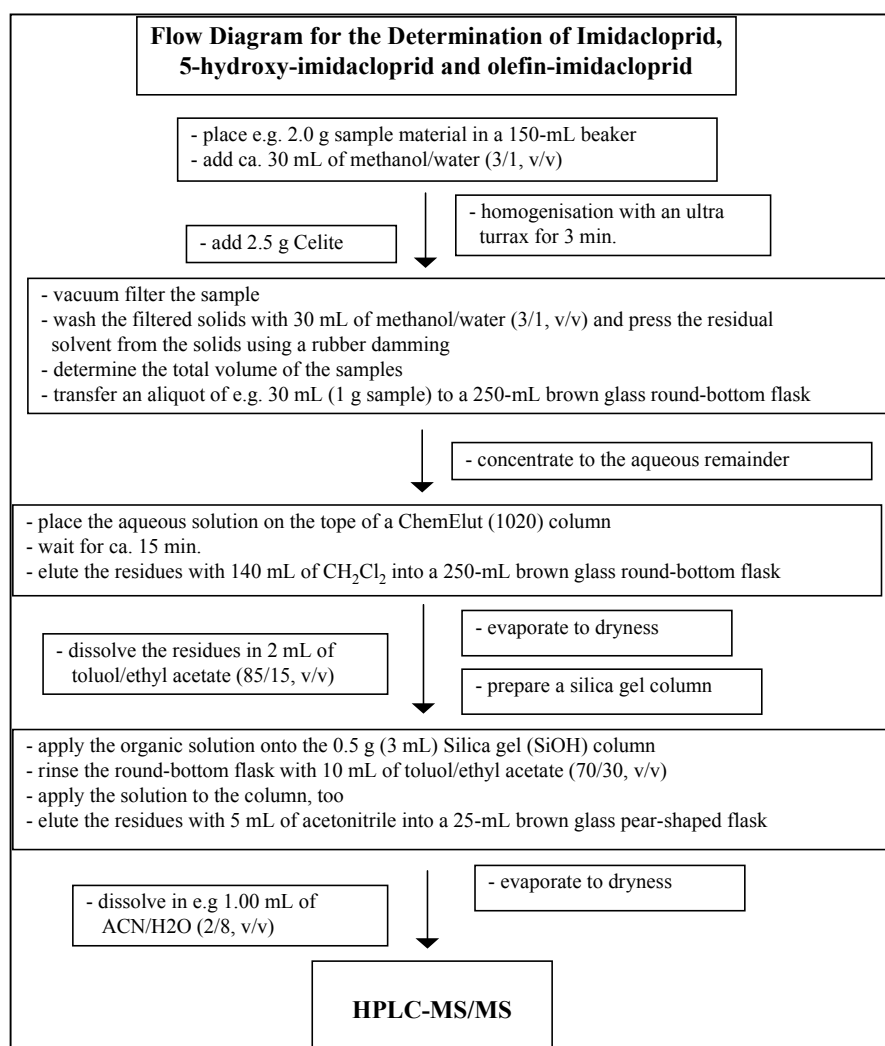 Flow Diagram for the Determination of Imidacloprid,
5-hydroxy-imidacloprid and olefin-imidacloprid
- place e.g. 2.0 g sample material in a 150-mL beaker
- add ca. 30 mL of methanol/water (3/1, v/v)
- homogenisation with an ultra
turrax for 3 min.
- add 2.5 g Celite
- vacuum filter the sample
- wash the filtered solids with 30 mL of methanol/water (3/1, v/v) and press the residual
solvent from the solids using a rubber damming
- determine the total volume of the samples
- transfer an aliquot of e.g. 30 mL (1 g sample) to a 250-mL brown glass round-bottom flask
- concentrate to the aqueous remainder
- place the aqueous solution on the tope of a ChemElut (1020) column
- wait for ca. 15 min.
- elute the residues with 140 mL of CH₂Cl₂ into a 250-mL brown glass round-bottom flask
- evaporate to dryness
- dissolve the residues in 2 mL of
toluol/ethyl acetate (85/15, v/v)
- prepare a silica gel column
- apply the organic solution onto the 0.5 g (3 mL) Silica gel (SiOH) column
- rinse the round-bottom flask with 10 mL of toluol/ethyl acetate (70/30, v/v)
- apply the solution to the column, too
- elute the residues with 5 mL of acetonitrile into a 25-mL brown glass pear-shaped flask
- evaporate to dryness
- dissolve in e.g 1.00 mL of
ACN/H2O (2/8, v/v)
HPLC-MS/MS